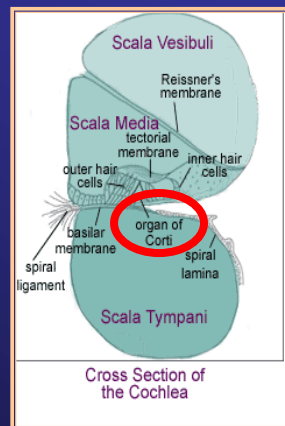 Scala Vesibuli
Reissner's
membrane
Scala Media
tectorial
membrane
inner hair
cells
outer hair
cells
organ of
Corti
basilar
membrane
spiral
lamina
spiral
ligament
Scala Tympani
Cross Section of
the Cochlea